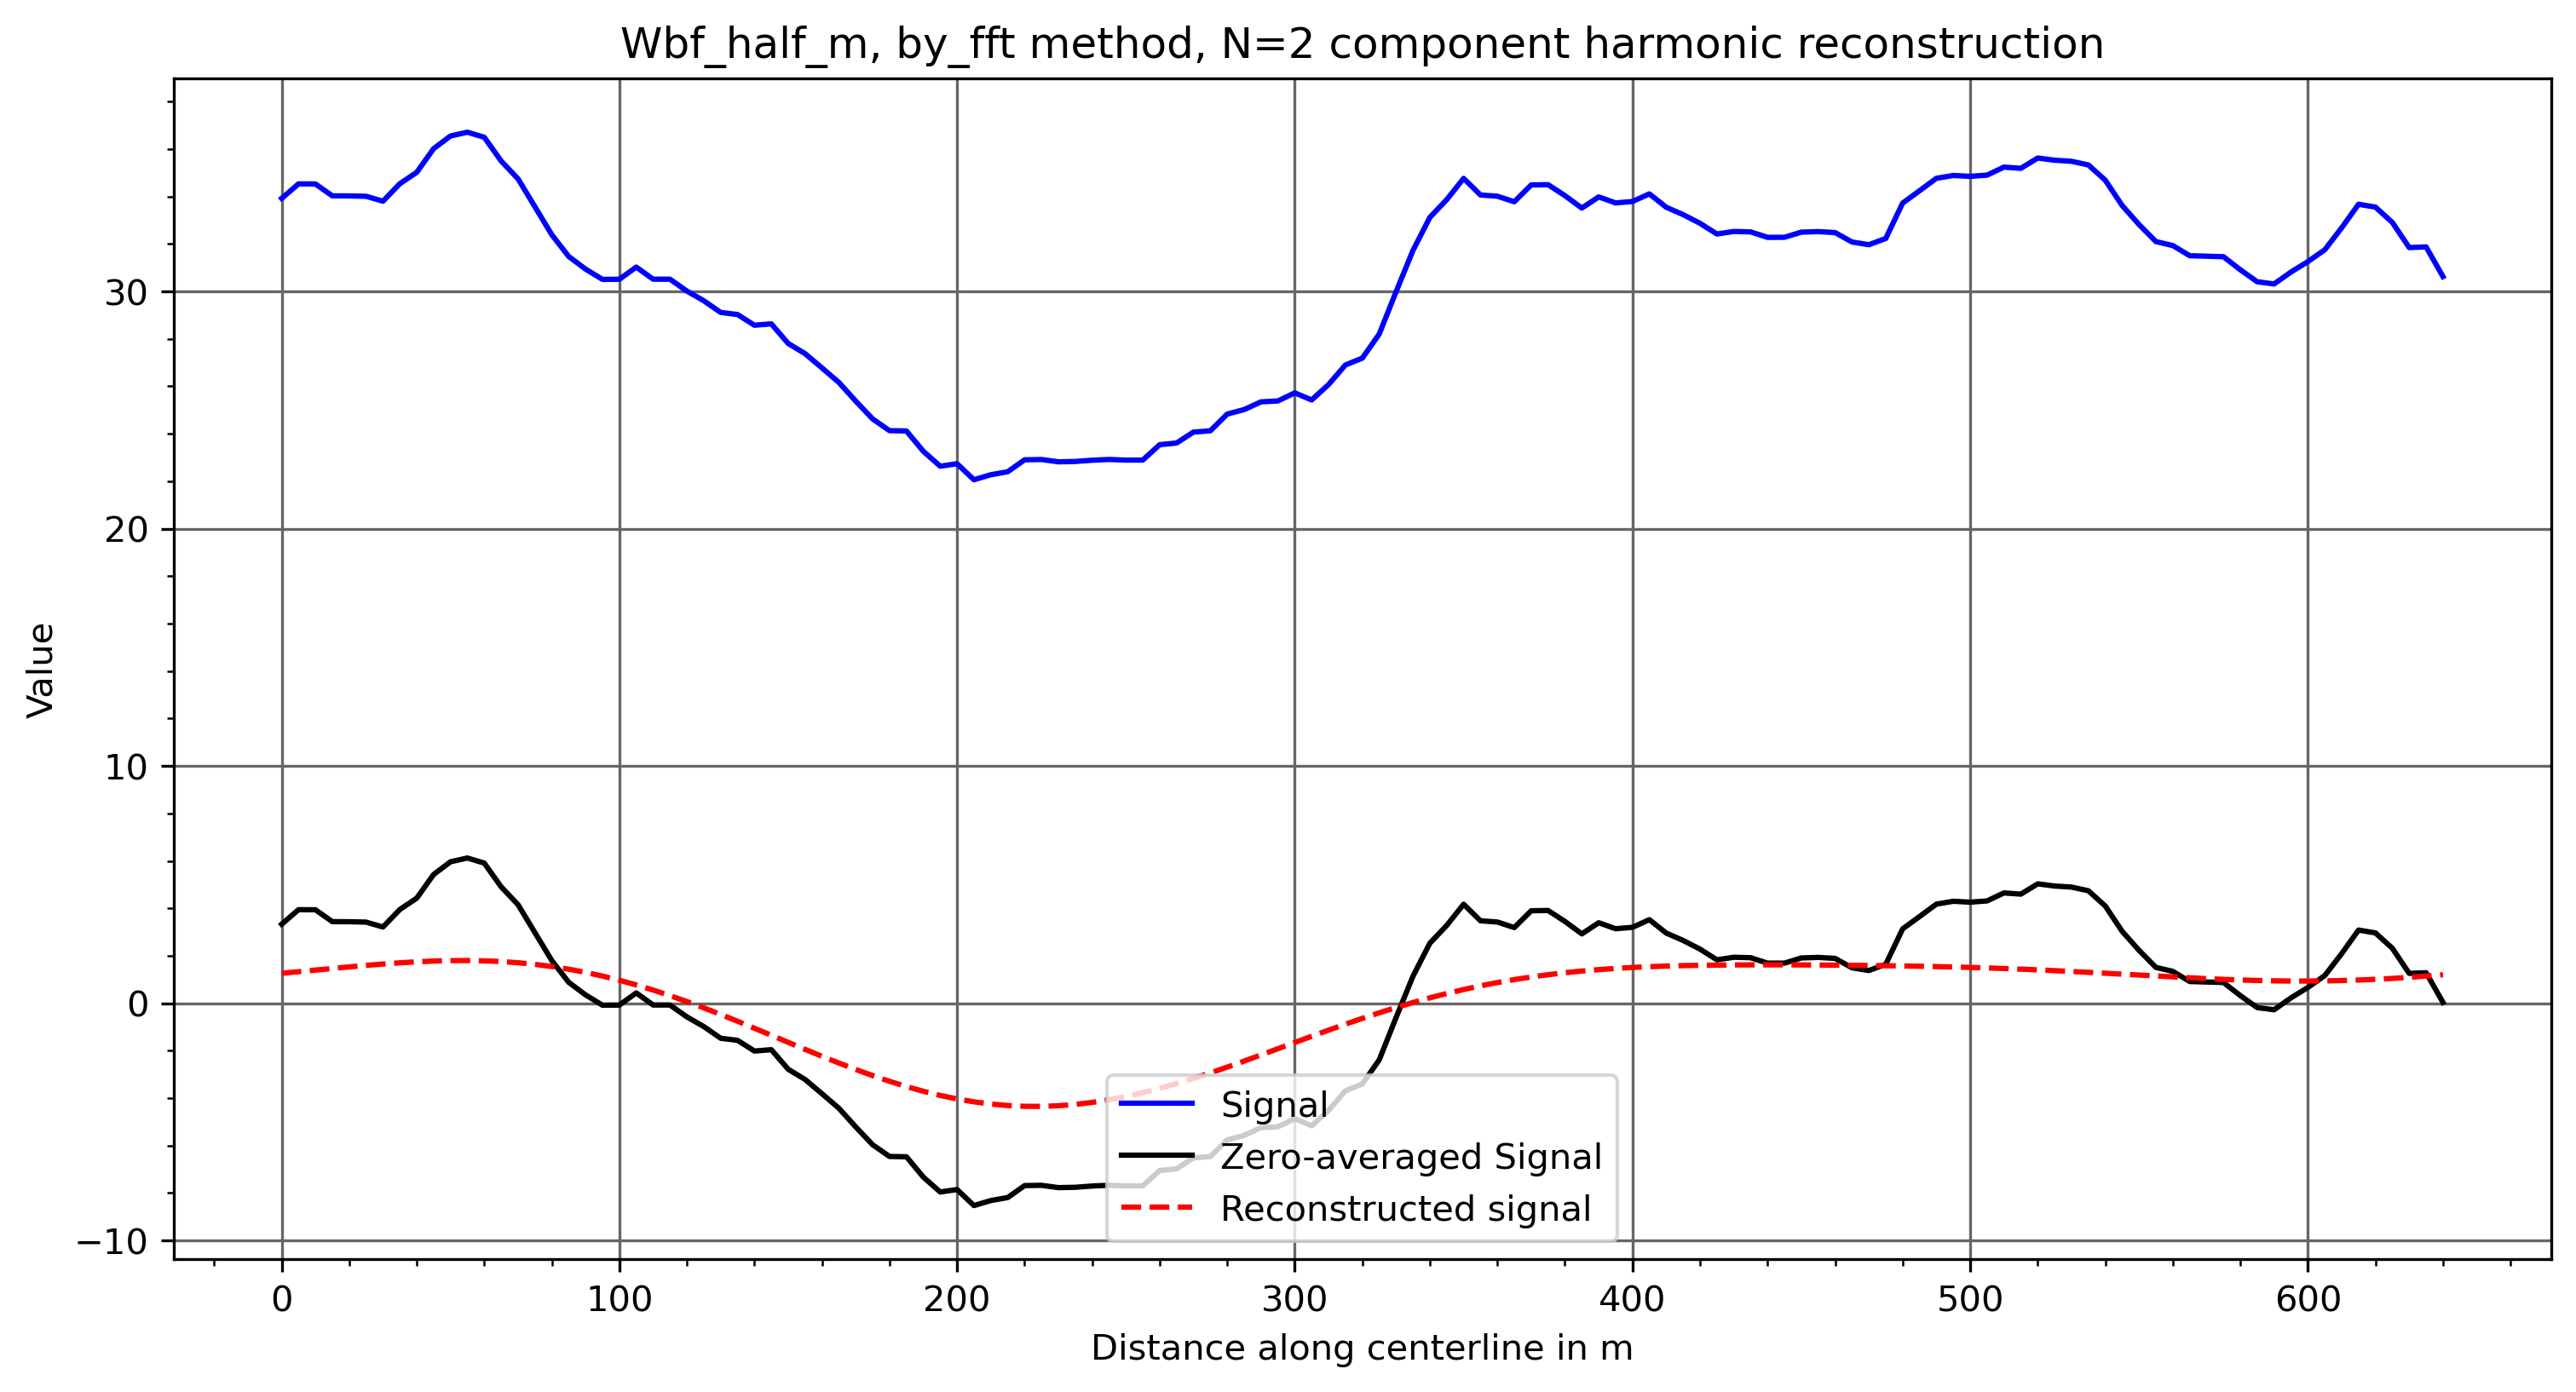 Wbf_half_m, by_fft method, N=2 component harmonic reconstruction
Value
30
20
10
0
−10
Signal
Zero-averaged Signal
Reconstructed signal
0 100 200 300 400 500 600
Distance along centerline in m